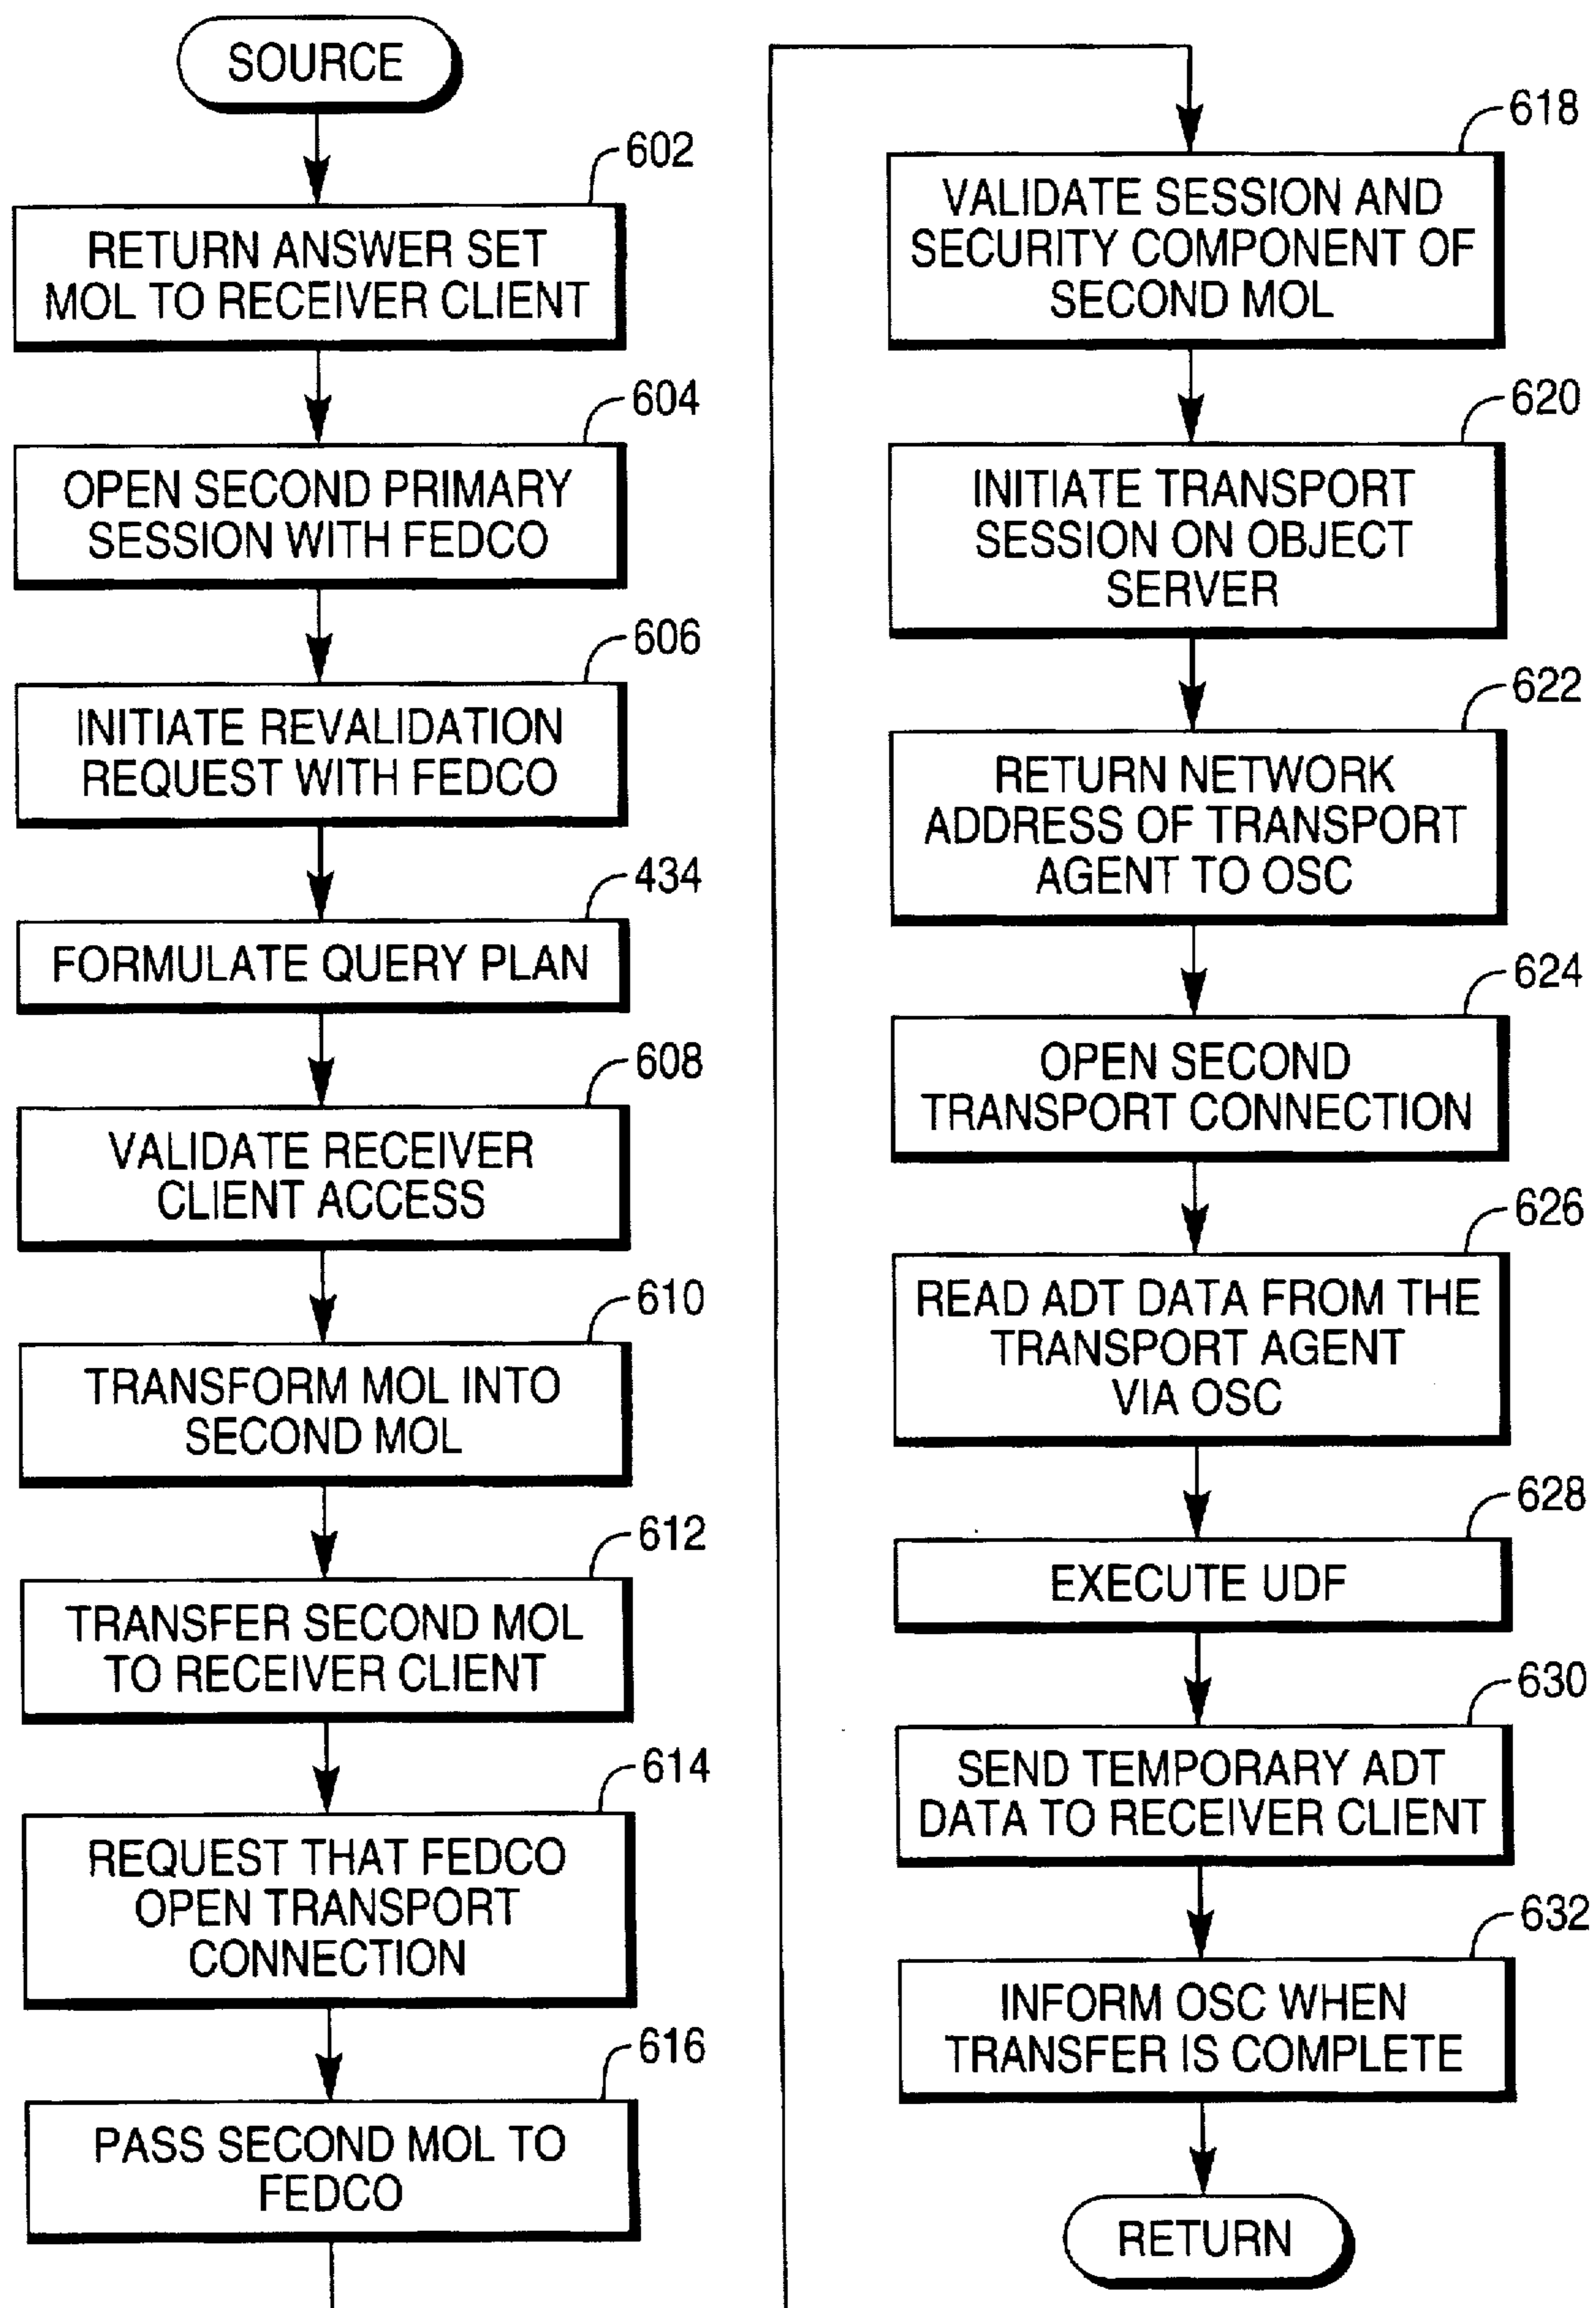 SOURCE
602
RETURN ANSWER SET
MOL TO RECEIVER CLIENT
604
OPEN SECOND PRIMARY
SESSION WITH FEDCO
606
INITIATE REVALIDATION
REQUEST WITH FEDCO
434
FORMULATE QUERY PLAN
608
VALIDATE RECEIVER
CLIENT ACCESS
610
TRANSFORM MOL INTO
SECOND MOL
612
TRANSFER SECOND MOL
TO RECEIVER CLIENT
614
REQUEST THAT FEDCO
OPEN TRANSPORT
CONNECTION
616
PASS SECOND MOL TO
FEDCO
618
VALIDATE SESSION AND
SECURITY COMPONENT OF
SECOND MOL
620
INITIATE TRANSPORT
SESSION ON OBJECT
SERVER
622
RETURN NETWORK
ADDRESS OF TRANSPORT
AGENT TO OSC
624
OPEN SECOND
TRANSPORT CONNECTION
626
READ ADT DATA FROM THE
TRANSPORT AGENT
VIA OSC
628
EXECUTE UDF
630
SEND TEMPORARY ADT
DATA TO RECEIVER CLIENT
632
INFORM OSC WHEN
TRANSFER IS COMPLETE
RETURN